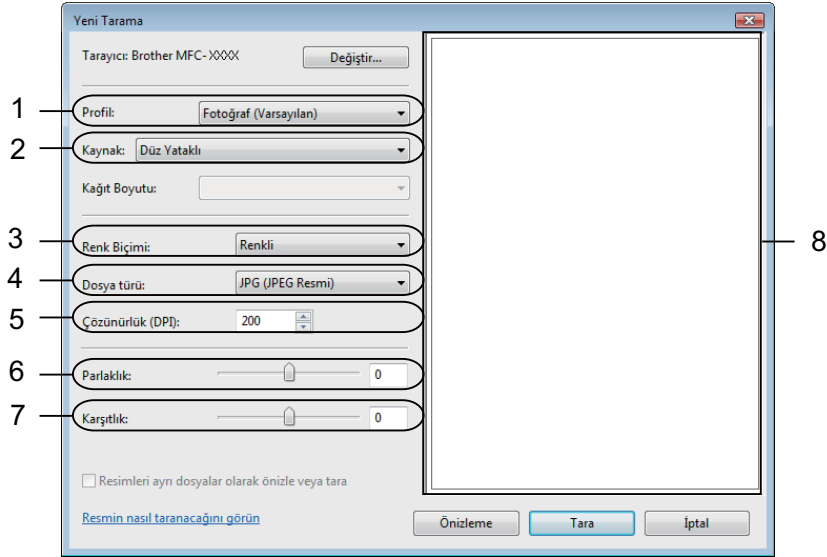 Yeni Tarama
Tarayıcı: Brother MFC-XXXX
Değiştir...
1
Profil:
Fotoğraf (Varsayılan)
2
Kaynak:
Düz Yataklı
Kağıt Boyutu:
3
Renk Biçimi:
Renkli
4
Dosya türü:
JPG (JPEG Resmi)
5
Çözünürlük (DPI):
200
6
Parlaklık:
0
7
Karşıtlık:
0
8
Resimleri ayrı dosyalar olarak önizle veya tara
Resmin nasıl taranacağını görün
Önizleme
Tara
İptal